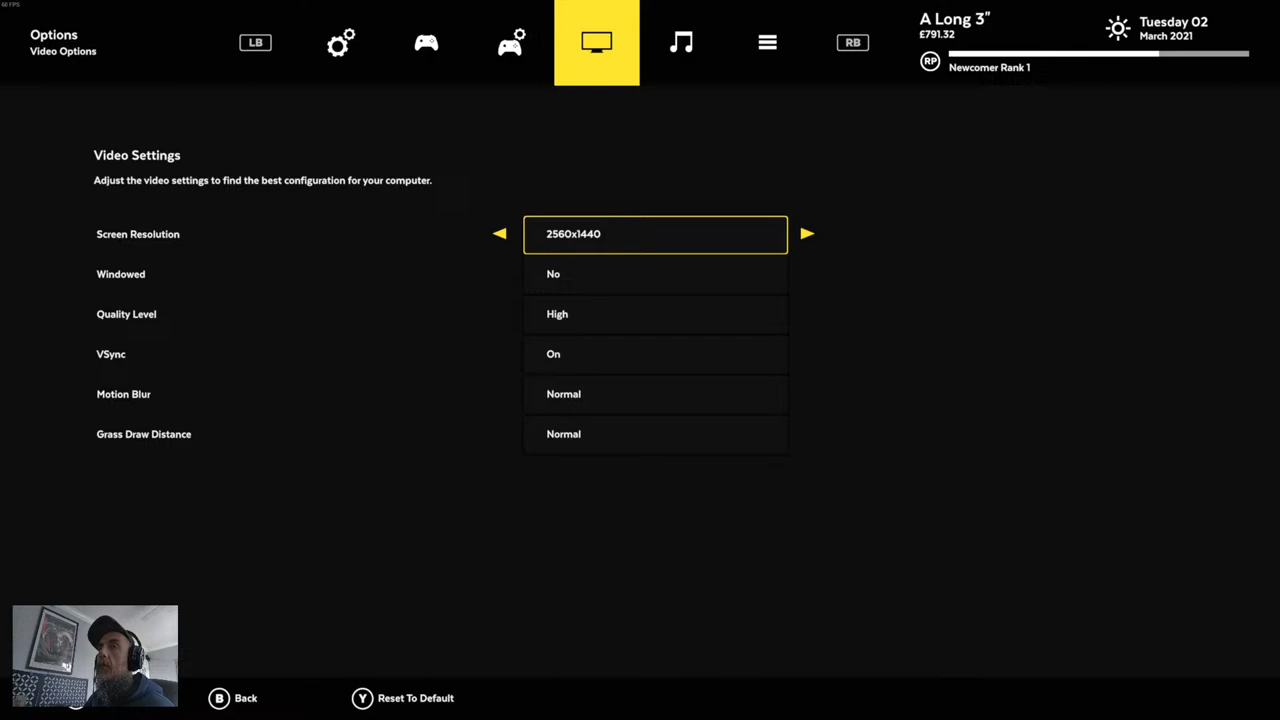 60 FPS
Options
Video Options
LB
RB
A Long 3"
£791.32
RP
Newcomer Rank 1
Tuesday 02
March 2021
Video Settings
Adjust the video settings to find the best configuration for your computer.
Screen Resolution 2560x1440
Windowed No
Quality Level High
VSync On
Motion Blur Normal
Grass Draw Distance Normal
B Back
Y Reset To Default